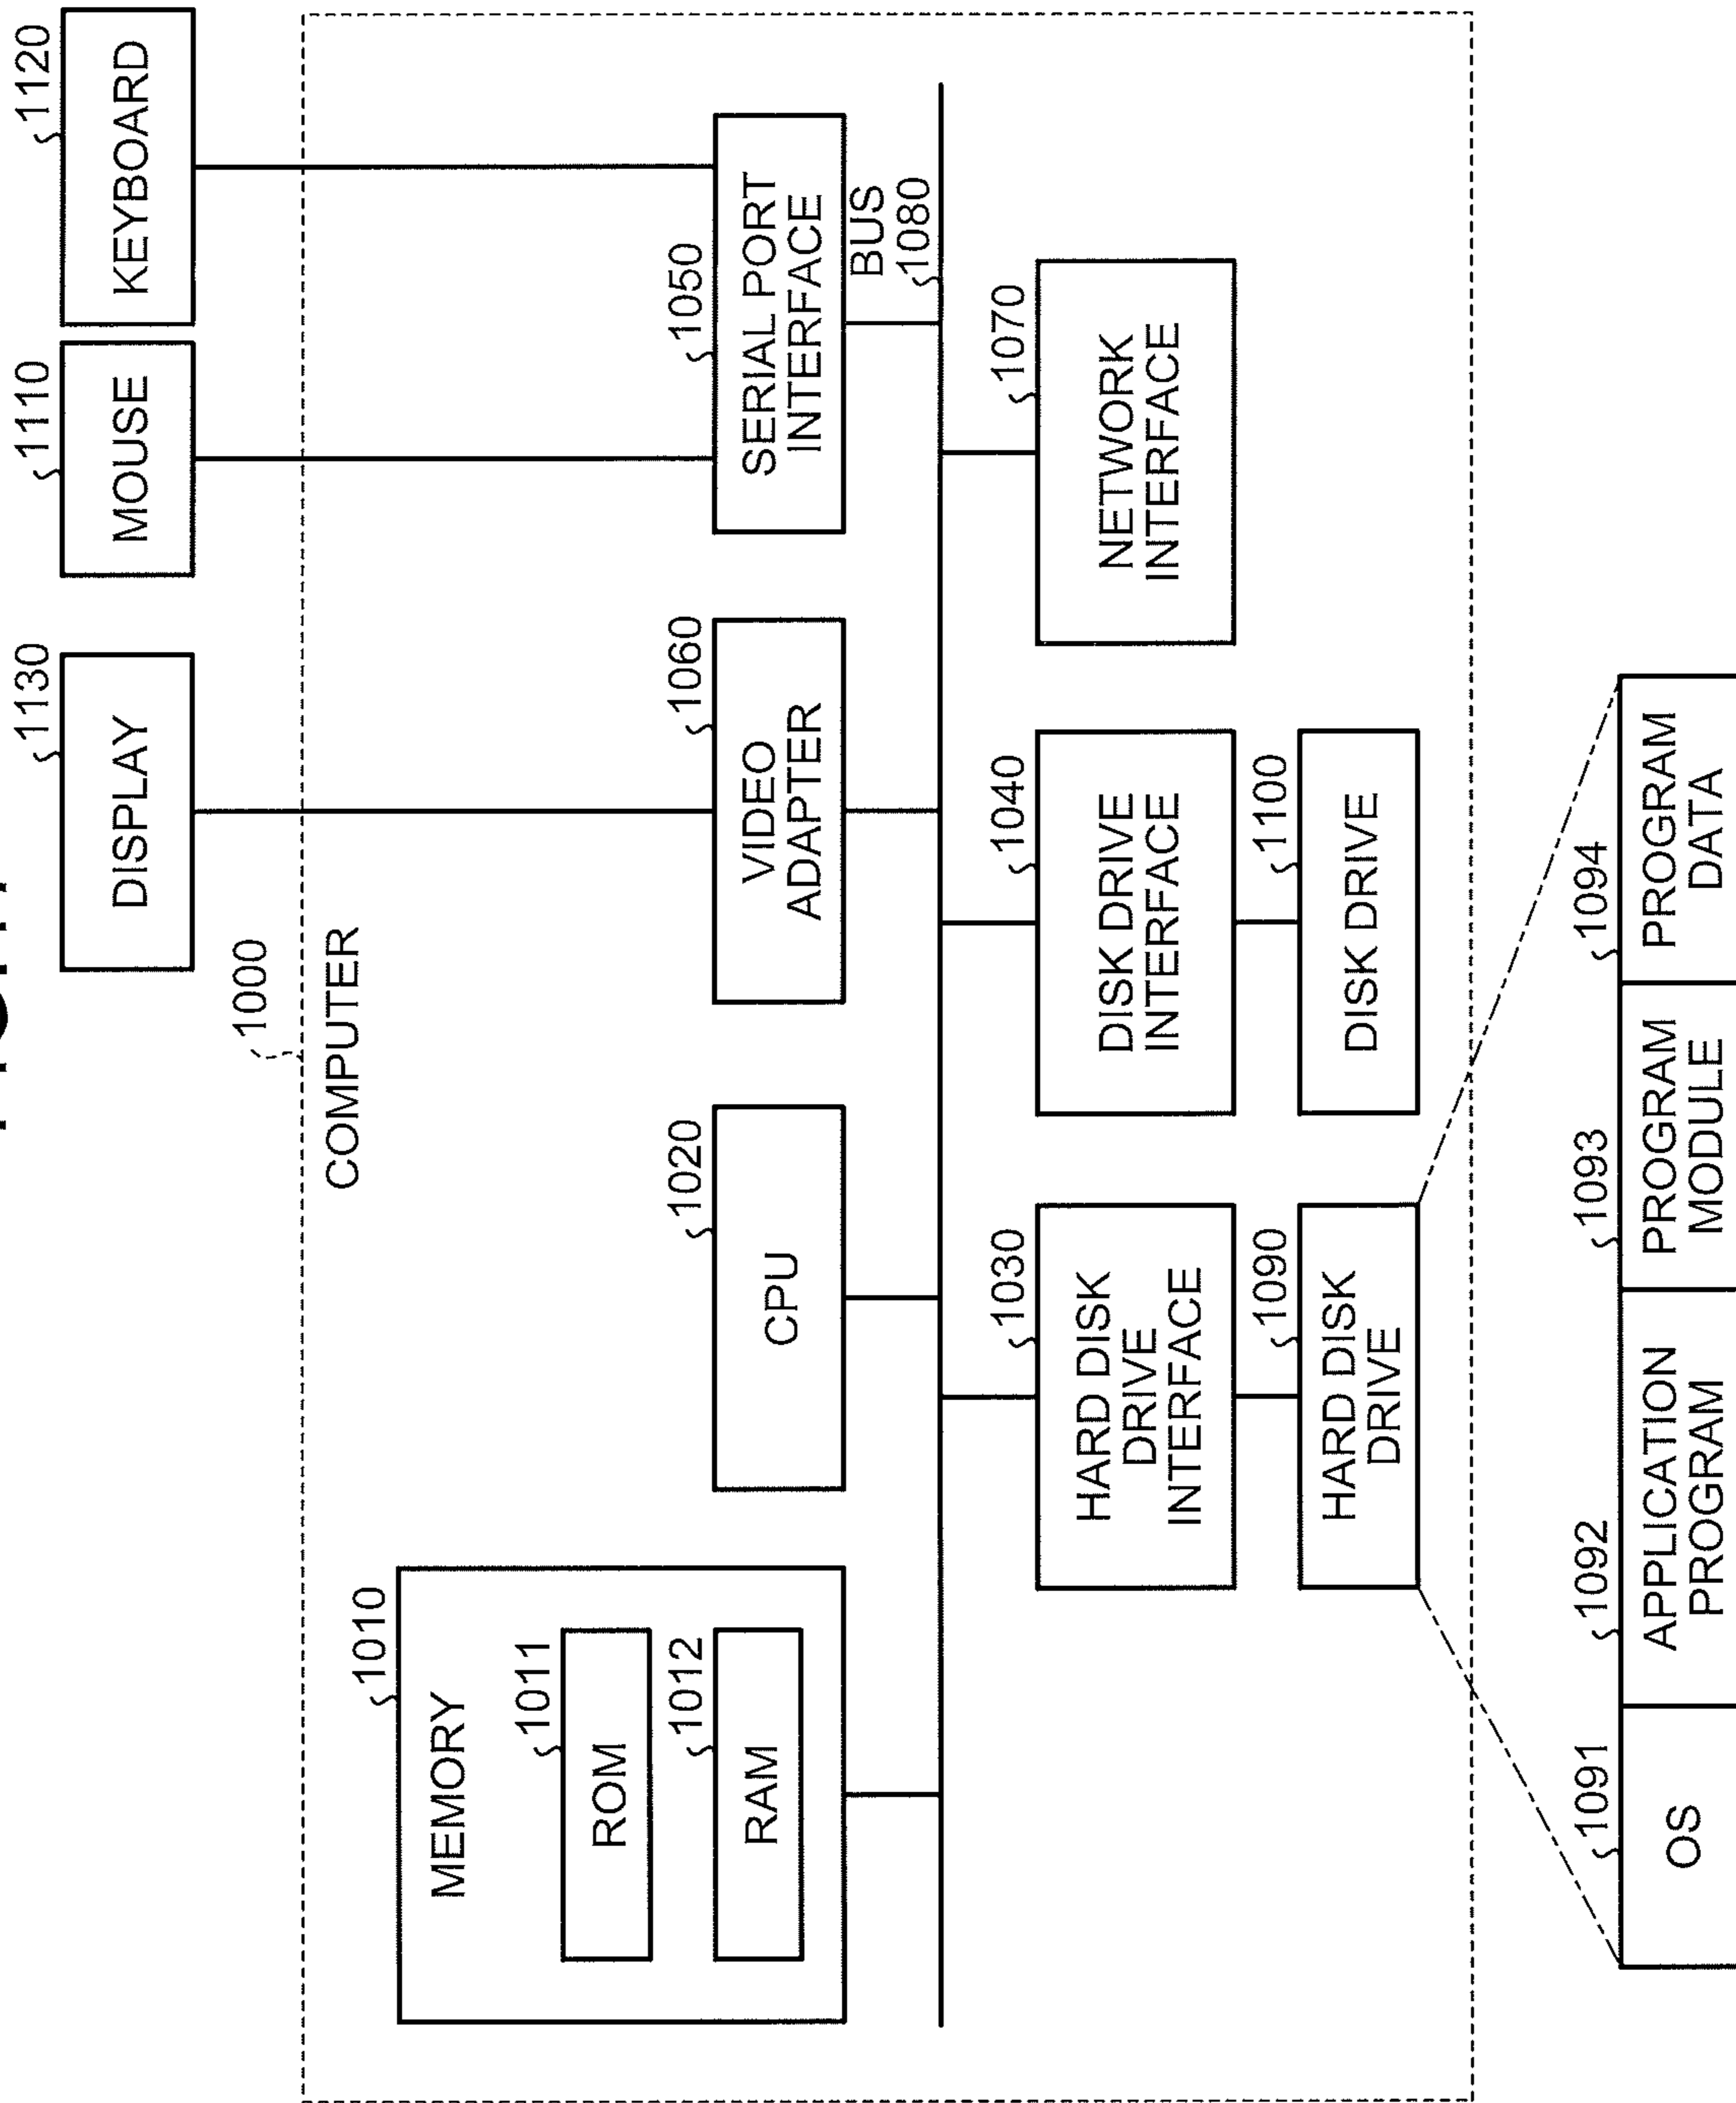 1130
DISPLAY
1110
MOUSE
1120
KEYBOARD
1000
COMPUTER
1010
MEMORY
1011
ROM
1012
RAM
1020
CPU
1060
VIDEO
ADAPTER
1050
SERIAL PORT
INTERFACE
BUS
1080
1030
HARD DISK
DRIVE
INTERFACE
1040
DISK DRIVE
INTERFACE
1070
NETWORK
INTERFACE
1090
HARD DISK
DRIVE
1100
DISK DRIVE
1091
OS
1092
APPLICATION
PROGRAM
1093
PROGRAM
MODULE
1094
PROGRAM
DATA